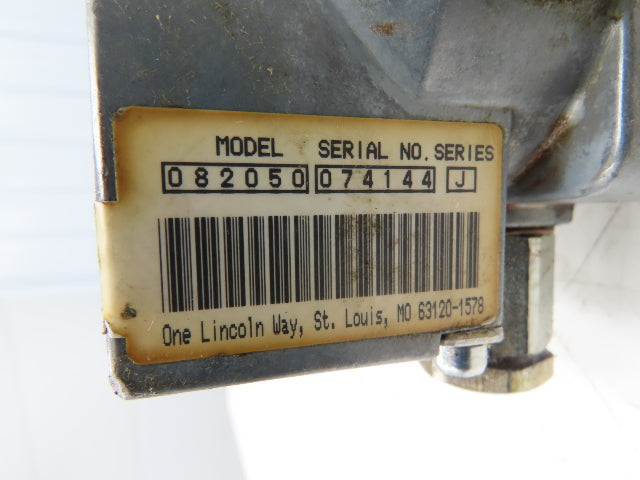 MODEL SERIAL NO. SERIES
082050 074144 J
One Lincoln Way, St. Louis, MO 63120-1578